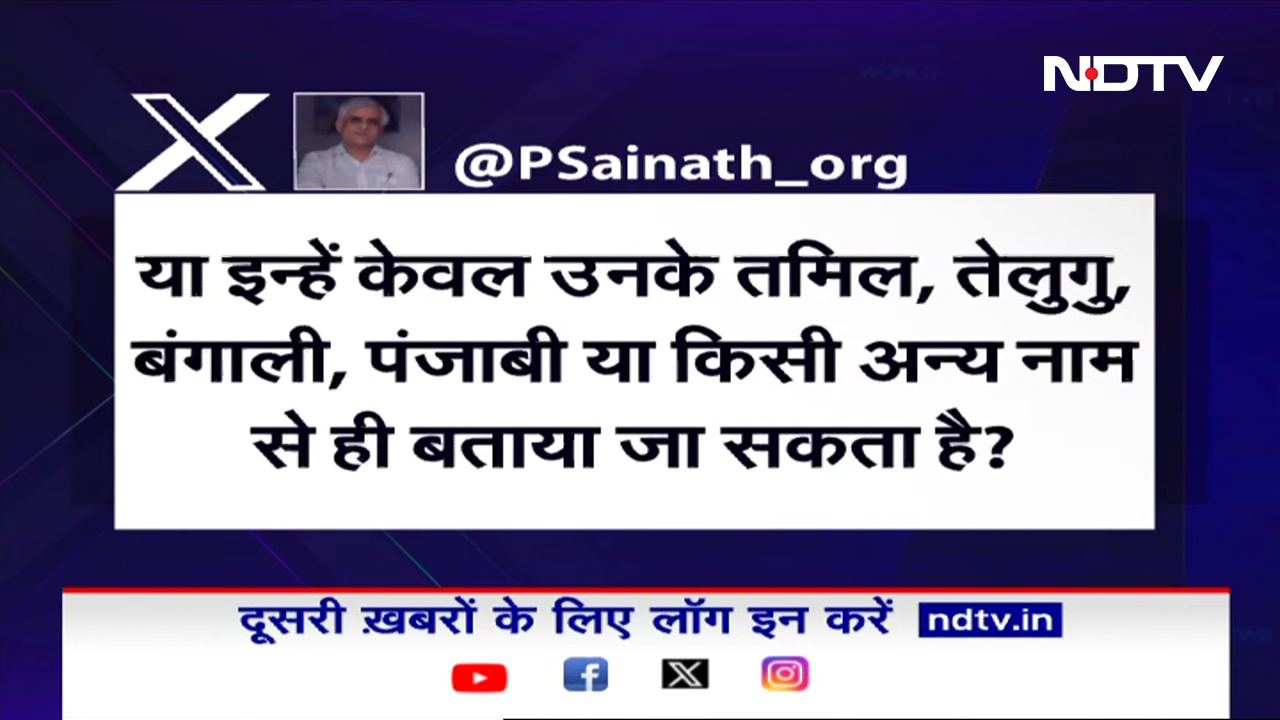 NDTV
@PSainath_org
या इन्हें केवल उनके तमिल, तेलुगु,
बंगाली, पंजाबी या किसी अन्य नाम
से ही बताया जा सकता है?
दूसरी ख़बरों के लिए लॉग इन करें ndtv.in